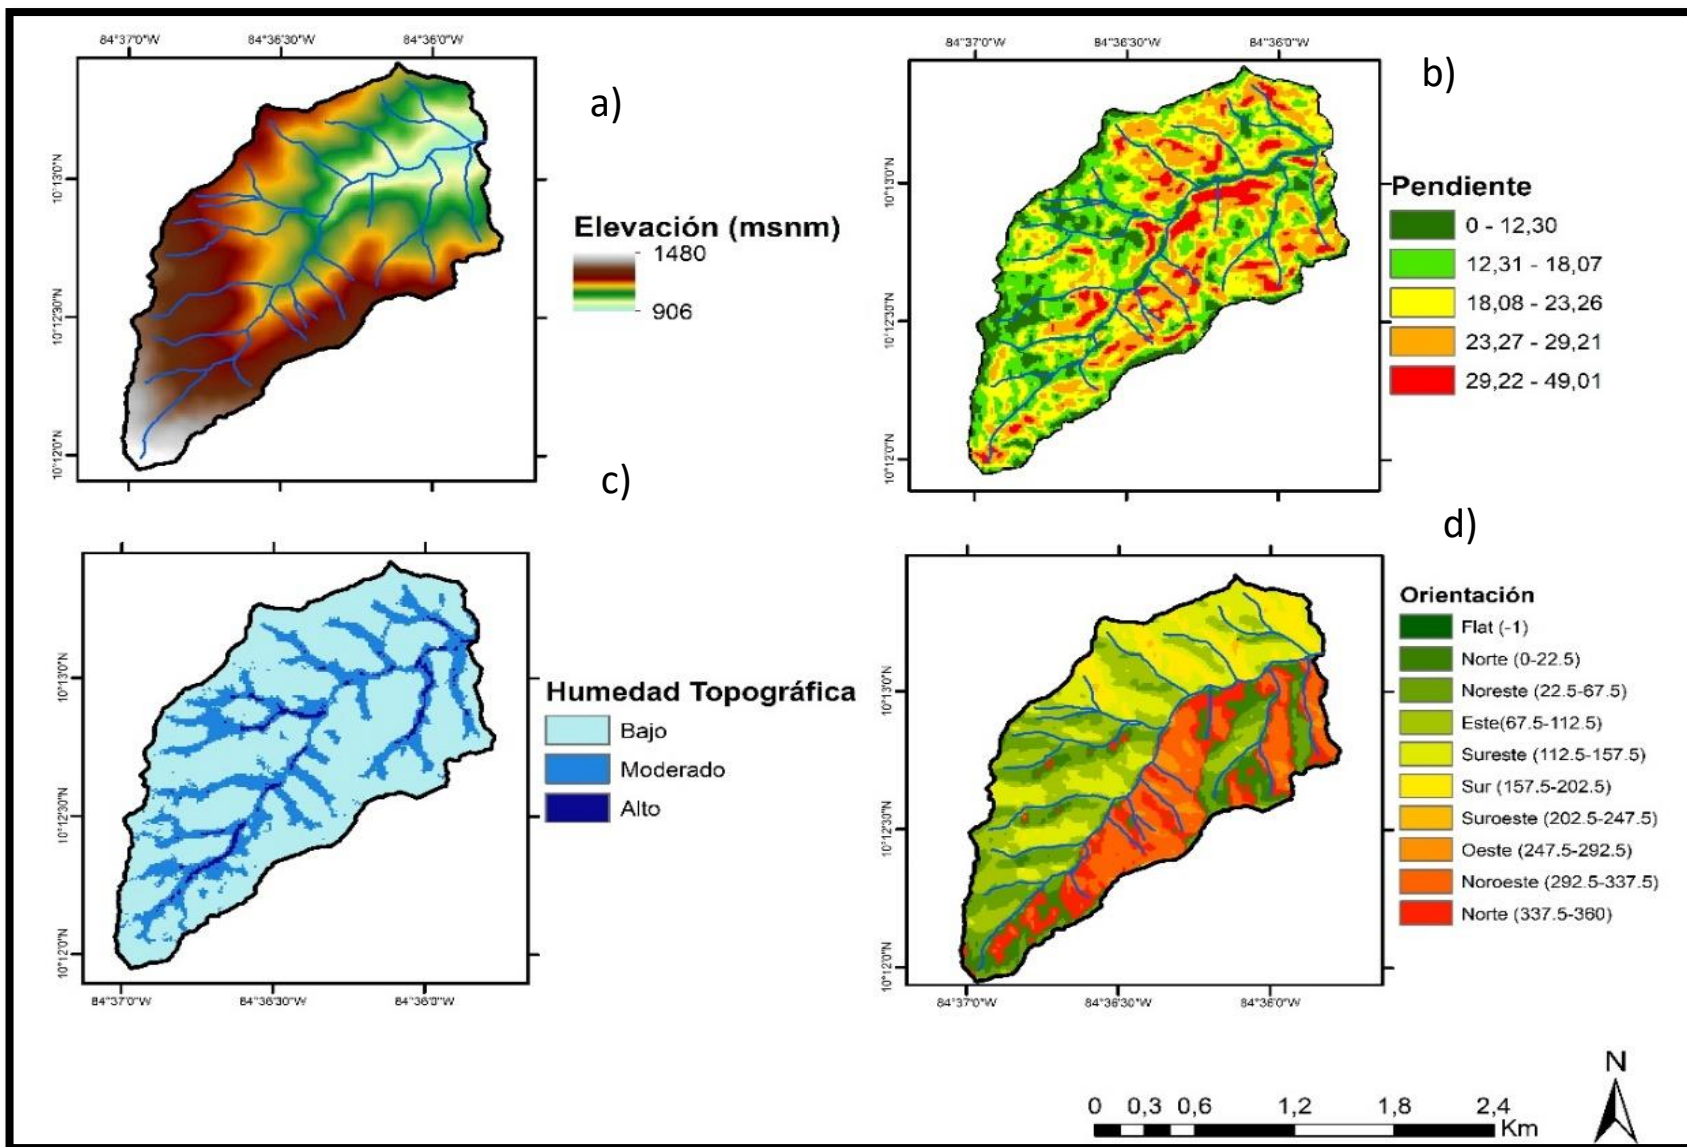 84°37'0"W 84°36'30"W 84°36'0"W
a)
10°13'0"N
10°12'30"N
10°12'0"N
Elevación (msnm)
1480
906
84°37'0"W 84°36'30"W 84°36'0"W
b)
10°13'0"N
10°12'30"N
10°12'0"N
Pendiente
0 - 12,30
12,31 - 18,07
18,08 - 23,26
23,27 - 29,21
29,22 - 49,01
c)
10°13'0"N
10°12'30"N
10°12'0"N
Humedad Topográfica
Bajo
Moderado
Alto
84°37'0"W 84°36'30"W 84°36'0"W
d)
10°13'0"N
10°12'30"N
10°12'0"N
Orientación
Flat (-1)
Norte (0-22.5)
Noreste (22.5-67.5)
Este(67.5-112.5)
Sureste (112.5-157.5)
Sur (157.5-202.5)
Suroeste (202.5-247.5)
Oeste (247.5-292.5)
Noroeste (292.5-337.5)
Norte (337.5-360)
84°37'0"W 84°36'30"W 84°36'0"W
N
0 0,3 0,6 1,2 1,8 2,4
Km